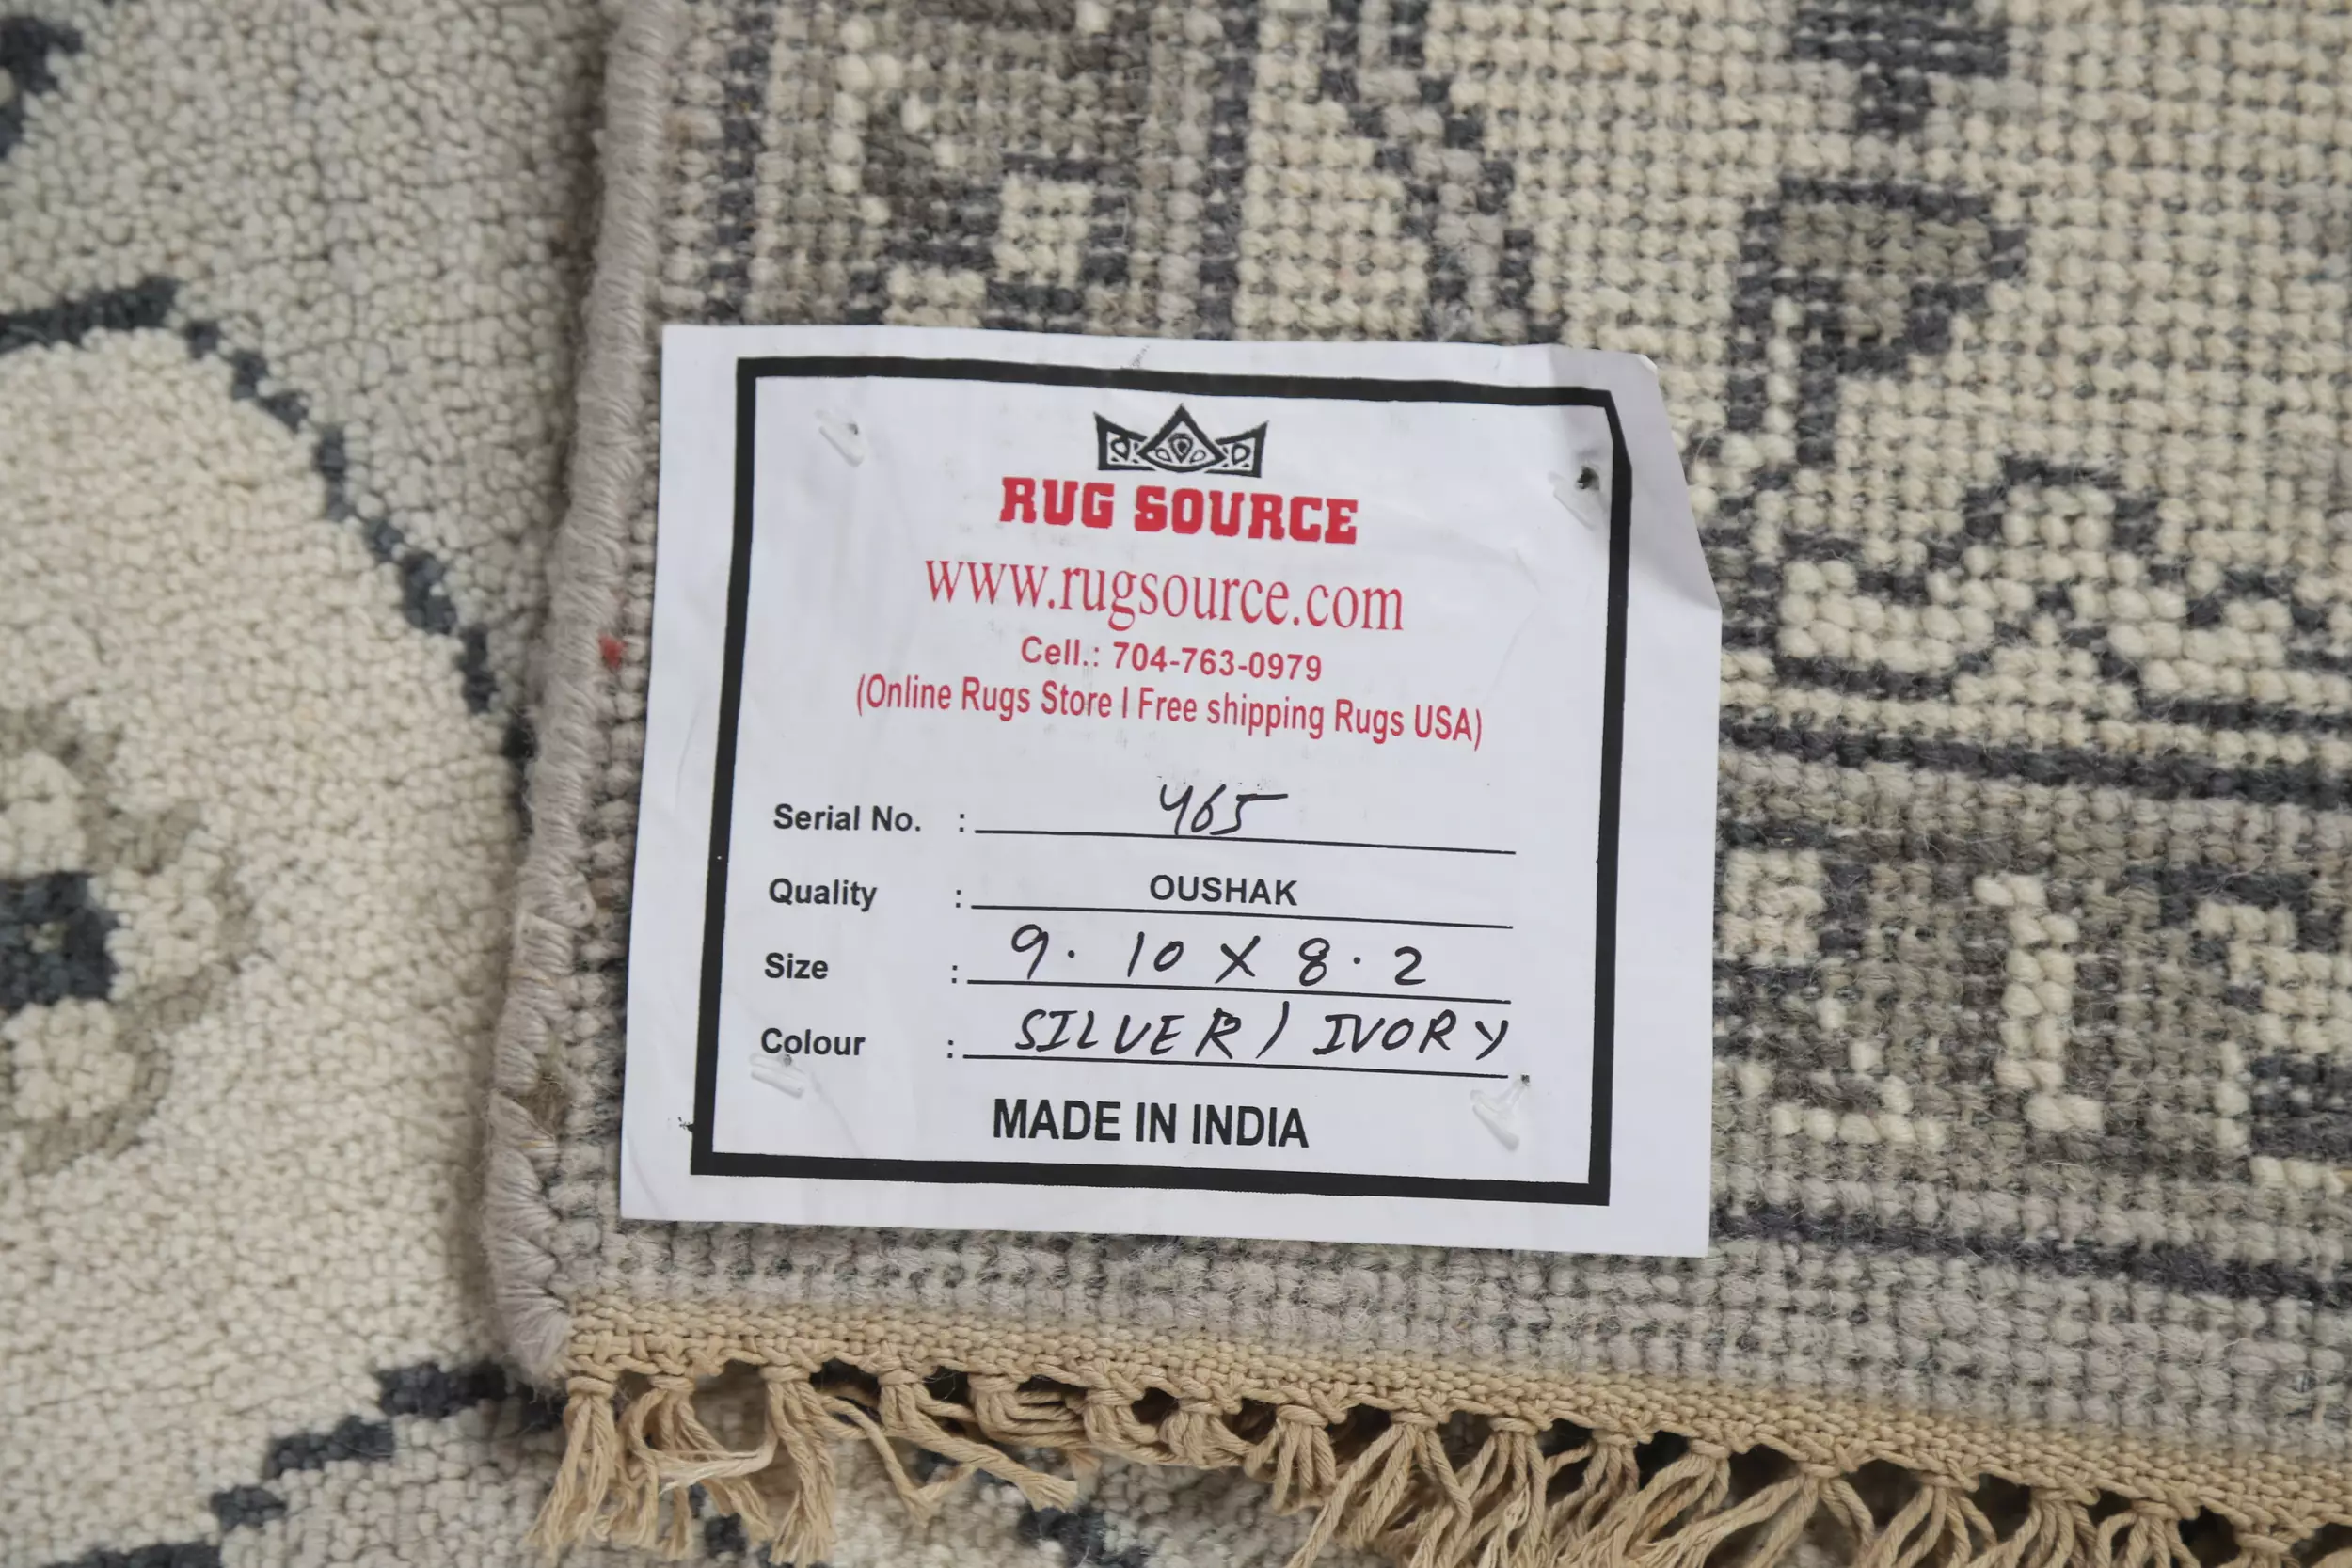 RUG SOURCE
www.rugsource.com
Cell.: 704-763-0979
(Online Rugs Store I Free shipping Rugs USA)
Serial No. : 465
Quality : OUSHAK
Size : 9.10 X 8.2
Colour : SILVER / IVORY
MADE IN INDIA